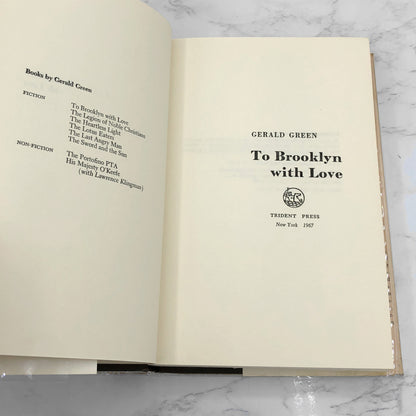 Books by Gerald Green
FICTION
To Brooklyn with Love
The Legion of Noble Christians
The Heartless Light
The Lotus Eaters
The Last Angry Man
The Sword and the Sun
NON-FICTION
The Portofino PTA
His Majesty O'Keefe
(with Lawrence Klingman)
GERALD GREEN
To Brooklyn
with Love
TRIDENT PRESS
New York 1967